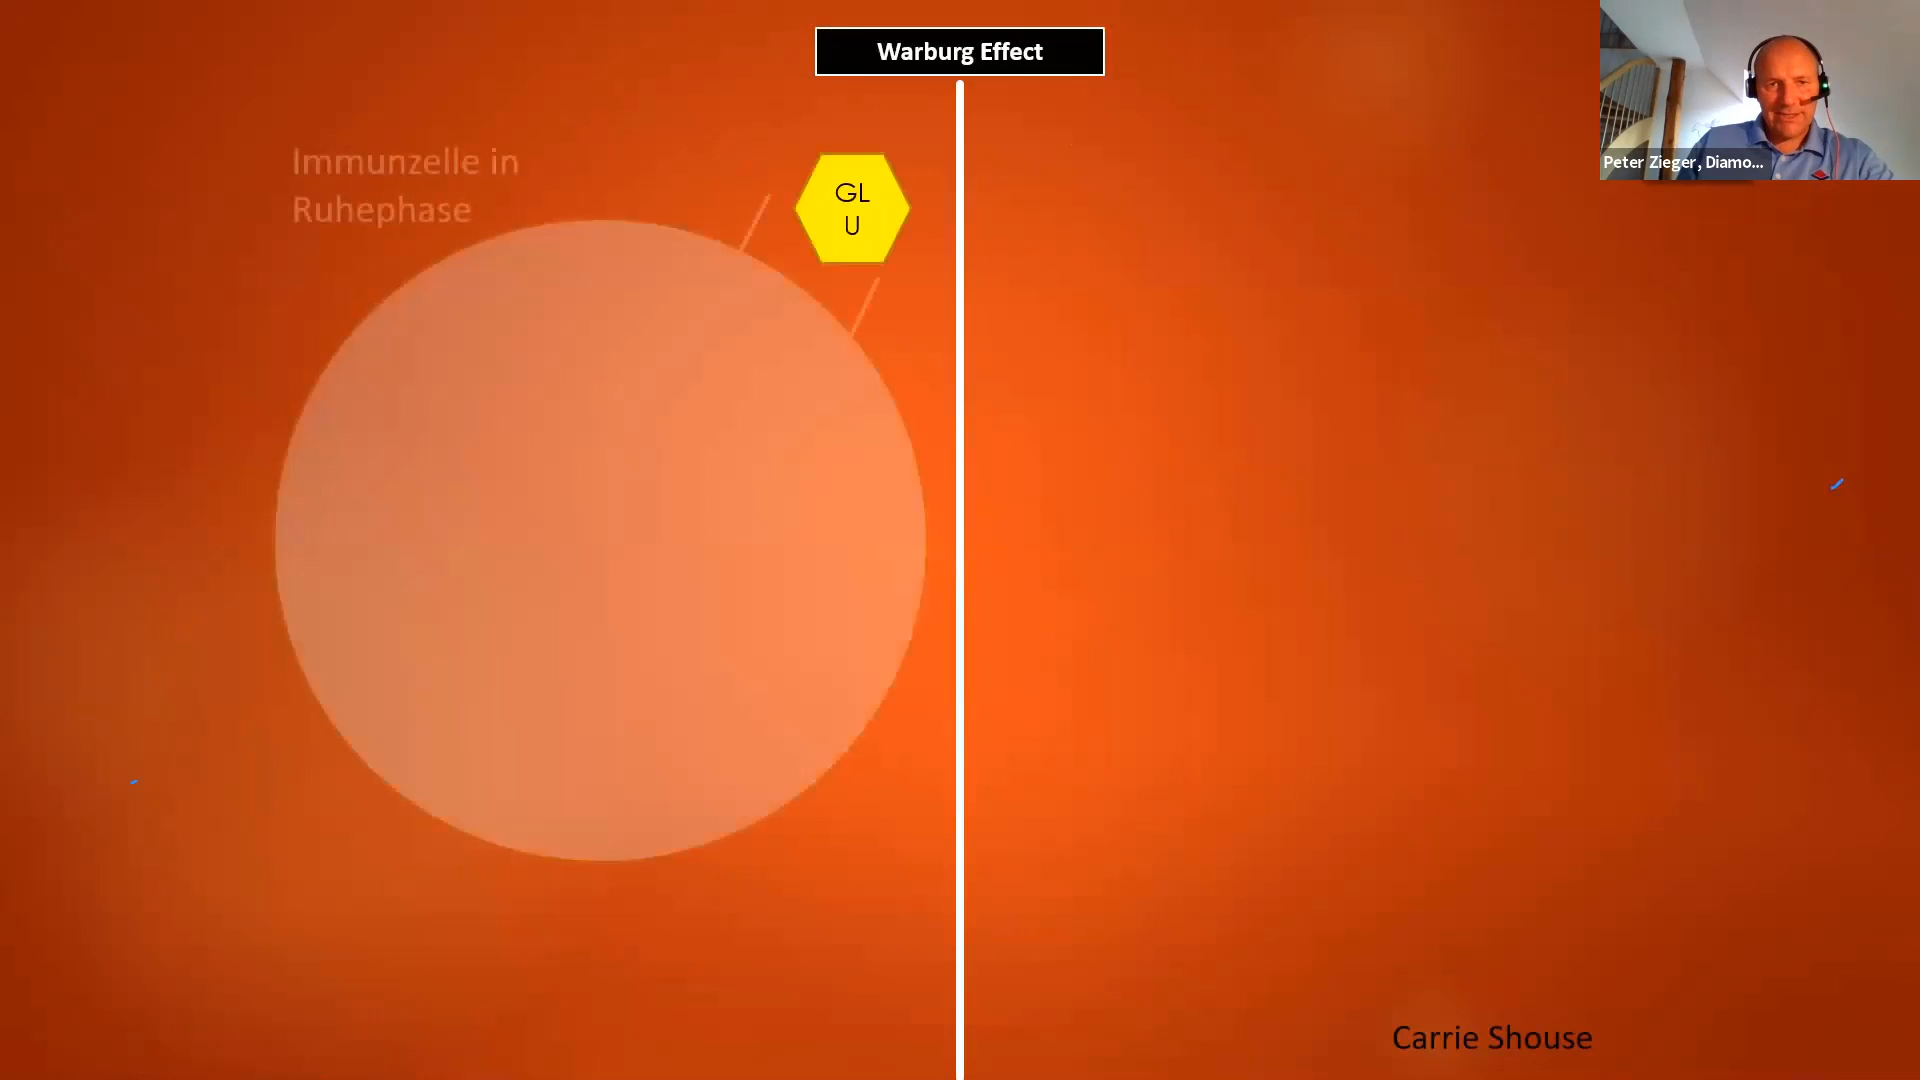 Warburg Effect
Peter Zieger, Diamo...
Immunzelle in
Ruhephase
GL
U
Carrie Shouse